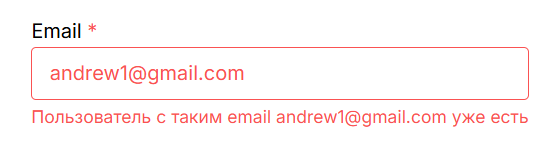 Email *
andrew1@gmail.com
Пользователь с таким email andrew1@gmail.com уже есть